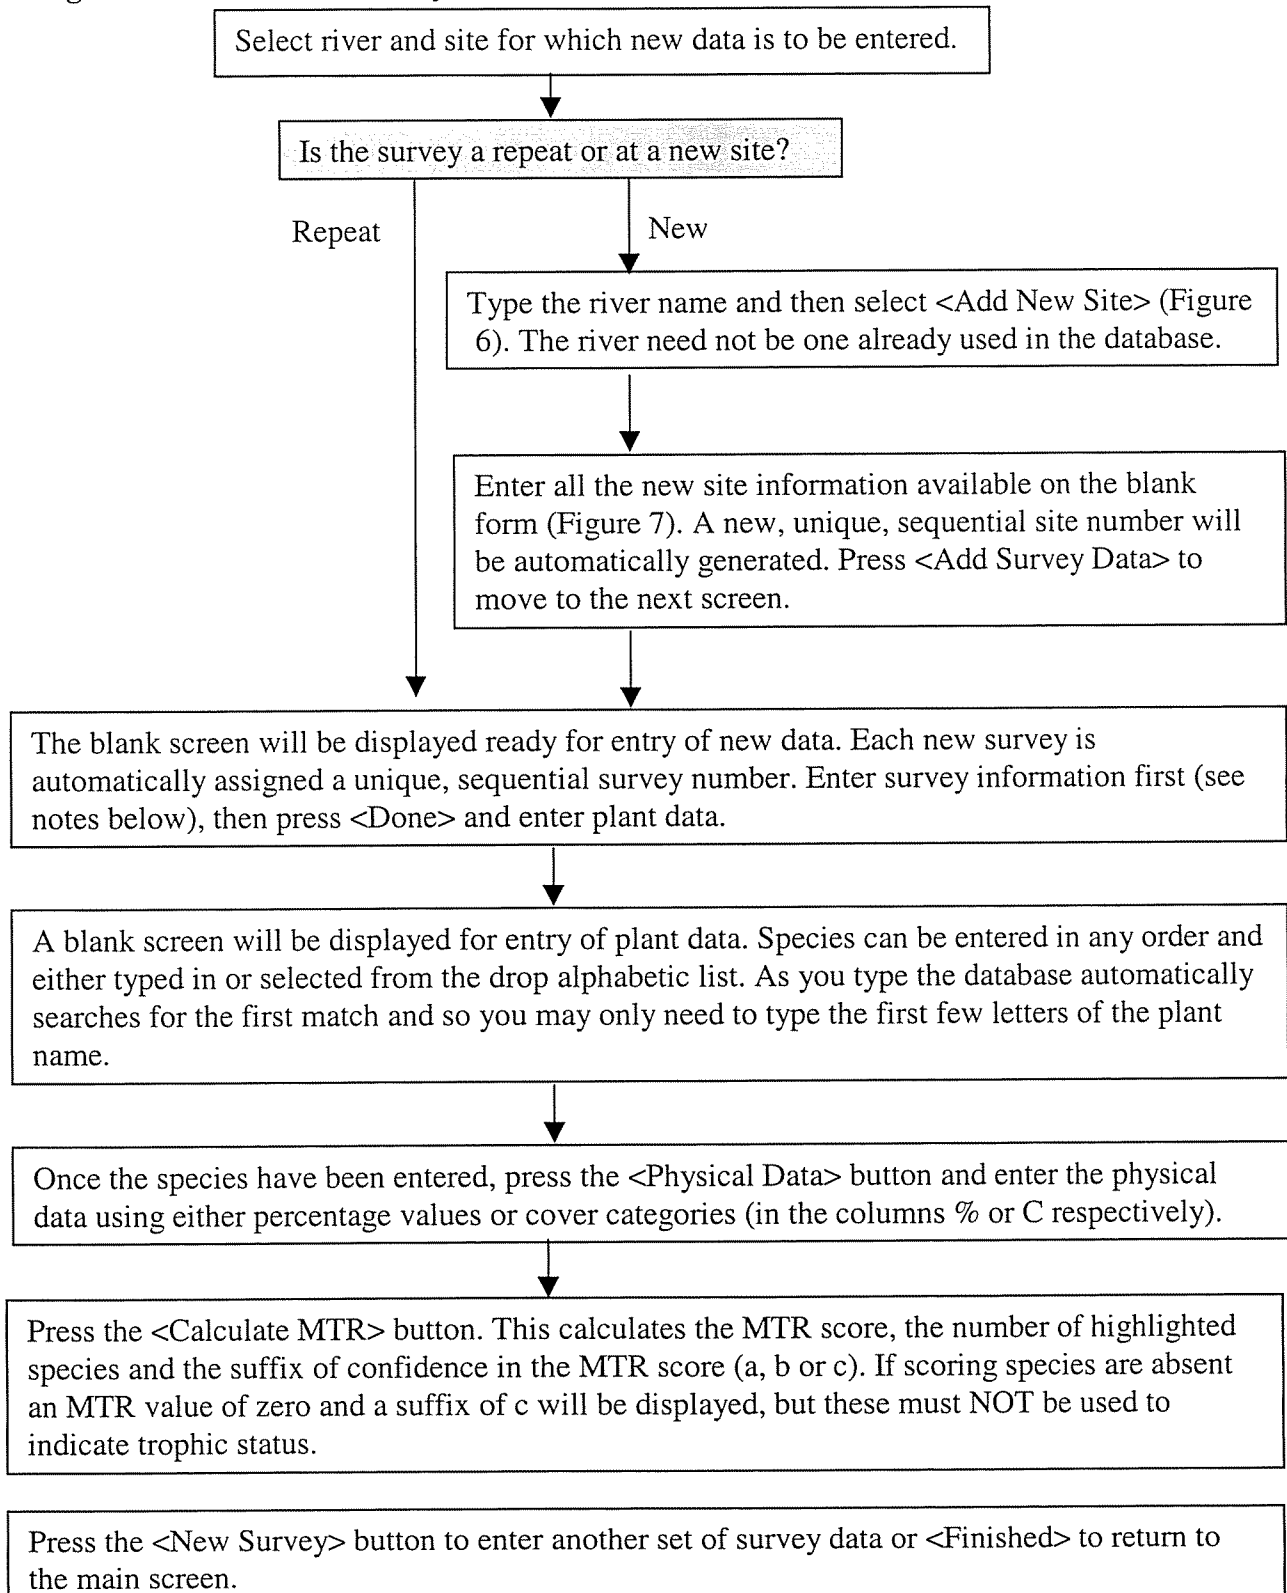 Select river and site for which new data is to be entered.
Is the survey a repeat or at a new site?
Repeat
New
Type the river name and then select <Add New Site> (Figure
6). The river need not be one already used in the database.
Enter all the new site information available on the blank
form (Figure 7). A new, unique, sequential site number will
be automatically generated. Press <Add Survey Data> to
move to the next screen.
The blank screen will be displayed ready for entry of new data. Each new survey is
automatically assigned a unique, sequential survey number. Enter survey information first (see
notes below), then press <Done> and enter plant data.
A blank screen will be displayed for entry of plant data. Species can be entered in any order and
either typed in or selected from the drop alphabetic list. As you type the database automatically
searches for the first match and so you may only need to type the first few letters of the plant
name.
Once the species have been entered, press the <Physical Data> button and enter the physical
data using either percentage values or cover categories (in the columns % or C respectively).
Press the <Calculate MTR> button. This calculates the MTR score, the number of highlighted
species and the suffix of confidence in the MTR score (a, b or c). If scoring species are absent
an MTR value of zero and a suffix of c will be displayed, but these must NOT be used to
indicate trophic status.
Press the <New Survey> button to enter another set of survey data or <Finished> to return to
the main screen.